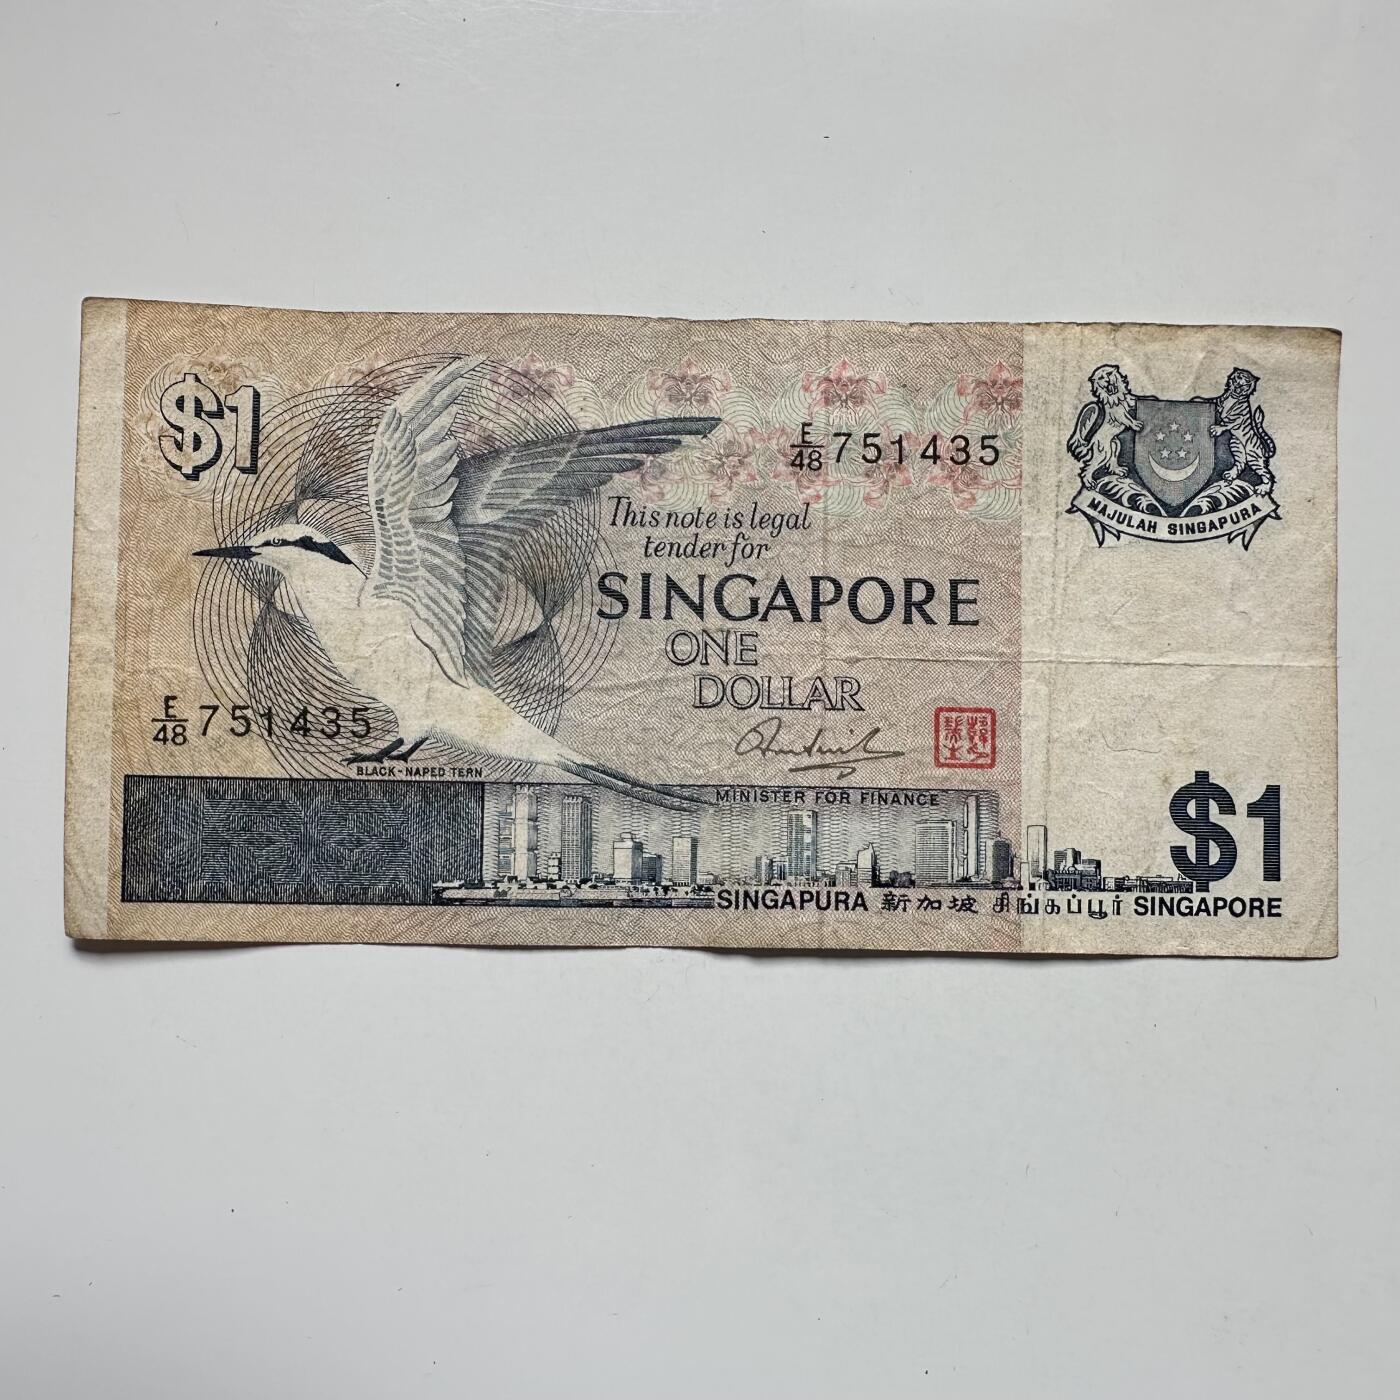 $1
E/48 751435
MAJULAH SINGAPURA
This note is legal
tender for
SINGAPORE
ONE
DOLLAR
E/48 751435
BLACK-NAPED TERN
MINISTER FOR FINANCE
$1
SINGAPURA 新加坡 சிங்கப்பூர் SINGAPORE